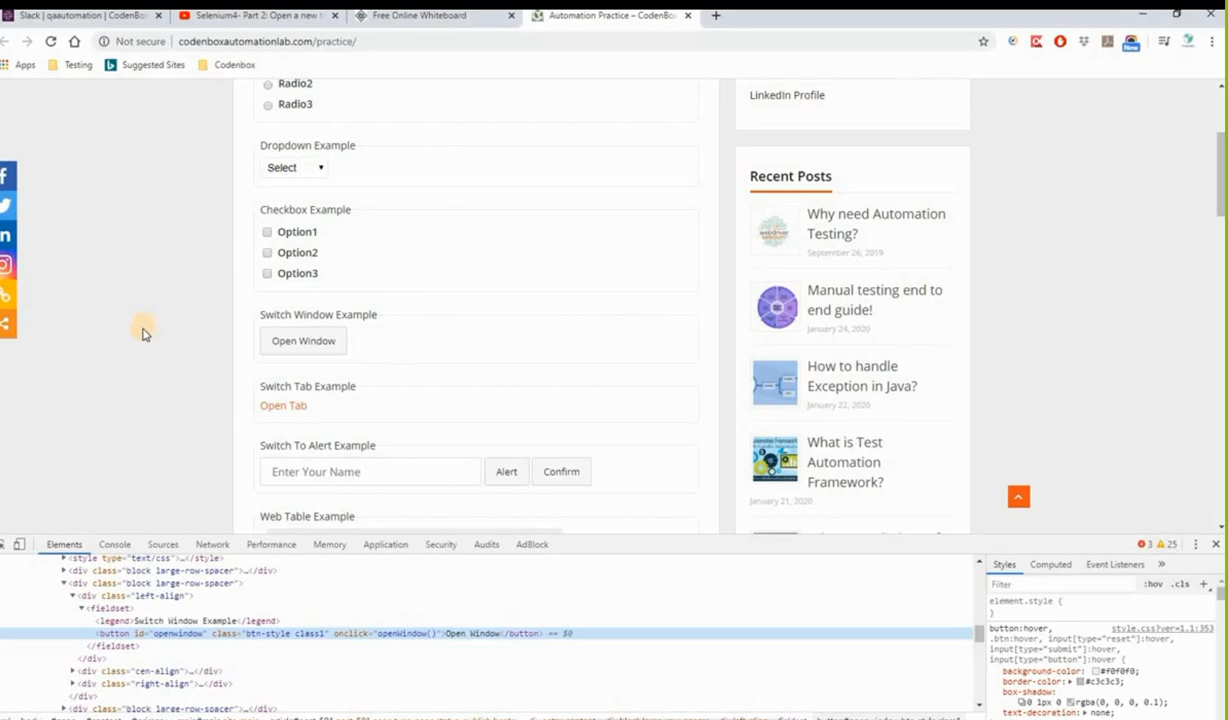 Slack | qaautomation | CodenBo
Selenium4- Part 2: Open a new t
Free Online Whiteboard
Automation Practice – CodenBo
Not secure
codenboxautomationlab.com/practice/
Apps
Testing
Suggested Sites
Codenbox
New
Radio2
Radio3
Dropdown Example
Select
Checkbox Example
Option1
Option2
Option3
Switch Window Example
Open Window
Switch Tab Example
Open Tab
Switch To Alert Example
Enter Your Name
Alert
Confirm
Web Table Example
LinkedIn Profile
Recent Posts
Why need Automation
Testing?
September 26, 2019
Manual testing end to
end guide!
January 24, 2020
How to handle
Exception in Java?
January 22, 2020
What is Test
Automation
Framework?
January 21, 2020
Elements Console Sources Network Performance Memory Application Security Audits AdBlock
3 25
<style type="text/css">…</style>
<div class="block large-row-spacer">…</div>
<div class="block large-row-spacer">
<div class="left-align">
<fieldset>
<legend>Switch Window Example</legend>
<button id="openwindow" class="btn-style class1" onclick="openWindow()">Open Window</button> == $0
</fieldset>
</div>
<div class="cen-align">…</div>
<div class="right-align">…</div>
</div>
<div class="block large-row-spacer">…</div>
Styles Computed Event Listeners »
Filter :hov .cls +
element.style {
}
button:hover, style.css?ver=1.1:353
.btn:hover, input[type="reset"]:hover,
input[type="submit"]:hover,
input[type="button"]:hover {
background-color: #f0f0f0;
border-color: #c3c3c3;
box-shadow:
0 1px 0 rgba(0, 0, 0, 0.1);
text-decoration: none;